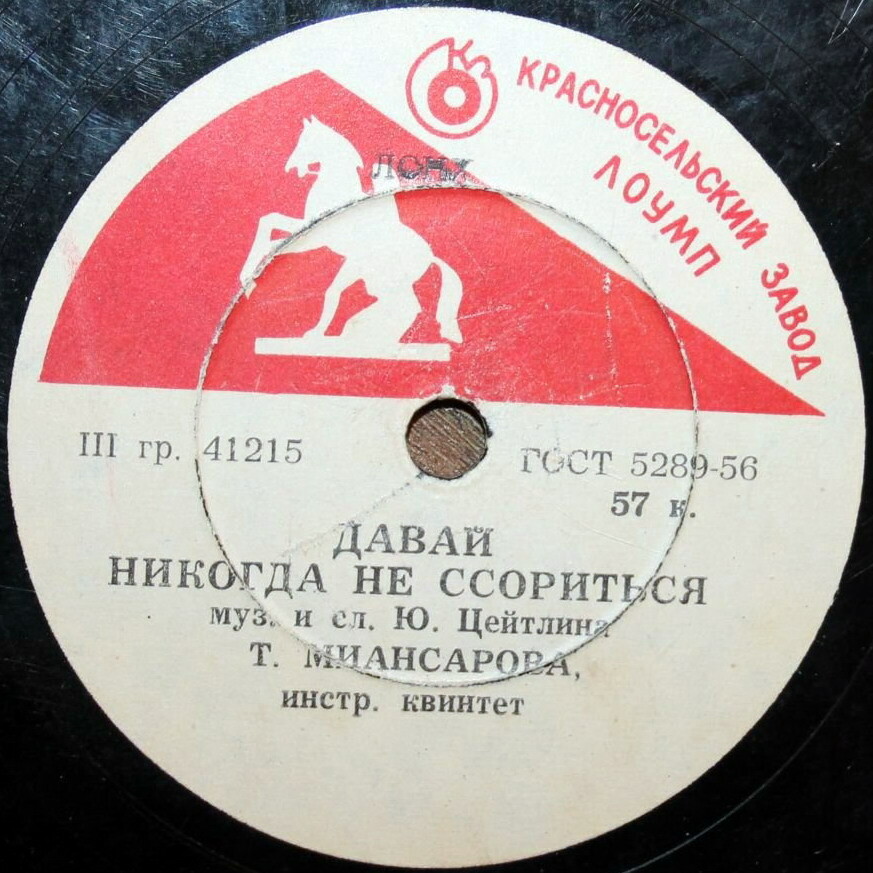 КЗ
КРАСНОСЕЛЬСКИЙ ЗАВОД
ЛОУМП
ЛСНХ
III гр. 41215
ГОСТ 5289-56
57 к.
ДАВАЙ
НИКОГДА НЕ ССОРИТЬСЯ
муз. и сл. Ю. Цейтлина
Т. МИАНСАРОВА,
инстр. квинтет